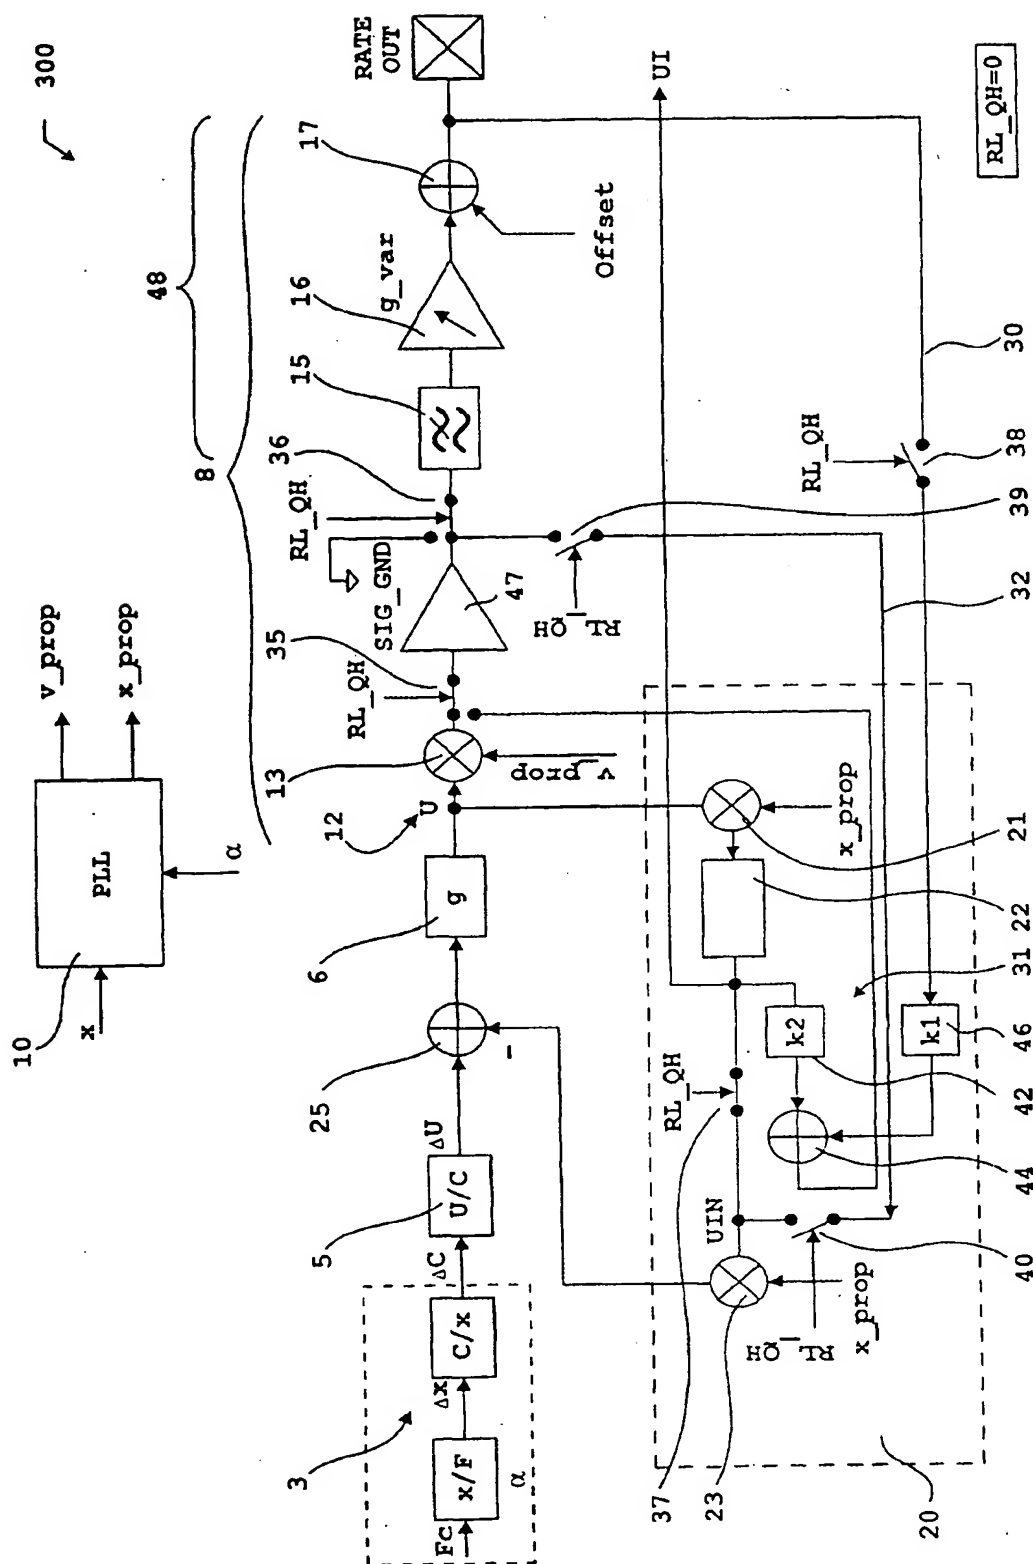 300
48
8
RATE
OUT
17
Offset
g_var
16
15
36
RL_QH
SIG_GND
47
35
RL_QH
13
v_prop
12
U
g
6
25
-
ΔU
U/C
5
ΔC
C/x
Δx
x/F
α
3
Fc
PLL
10
x
α
v_prop
x_prop
UI
RL_QH=0
30
RL_QH
38
39
RL_QH
32
21
x_prop
22
31
k2
k1
46
42
44
RL_QH
37
UIN
40
RL_QH
x_prop
23
20